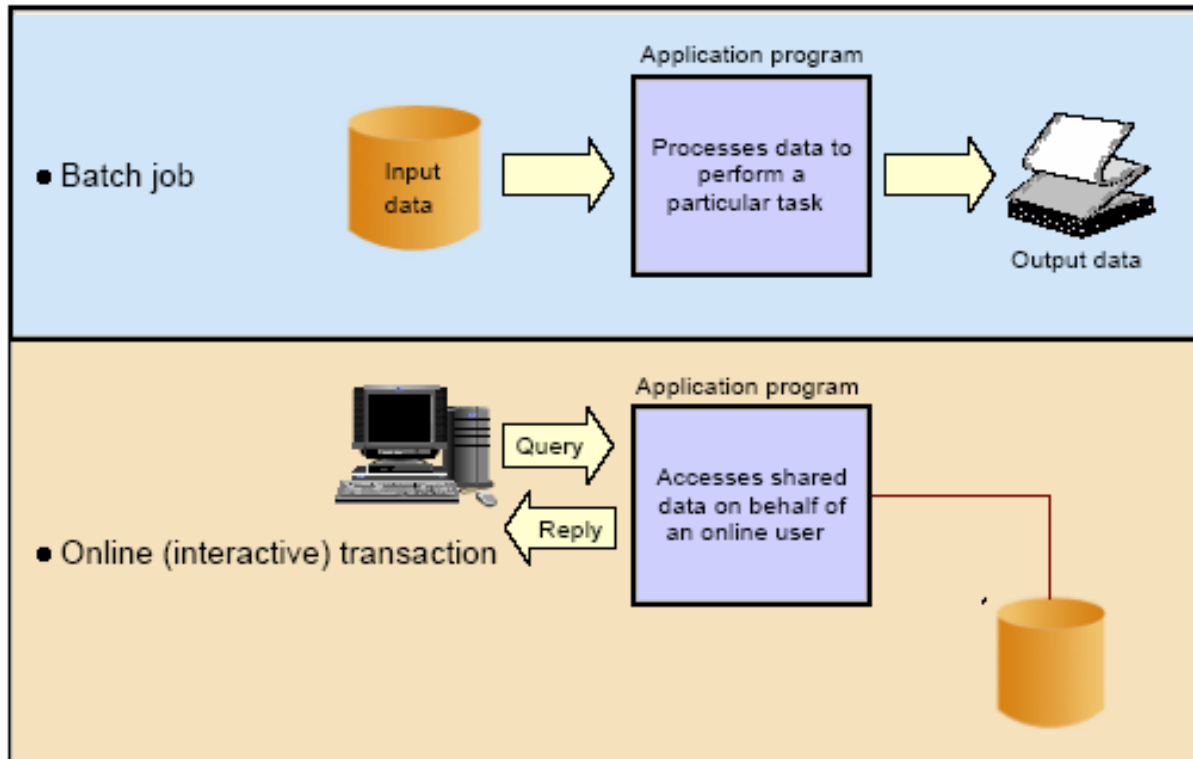 Application program
● Batch job
Input
data
Processes data to
perform a
particular task
Output data
Application program
Query
Reply
Accesses shared
data on behalf of
an online user
● Online (interactive) transaction